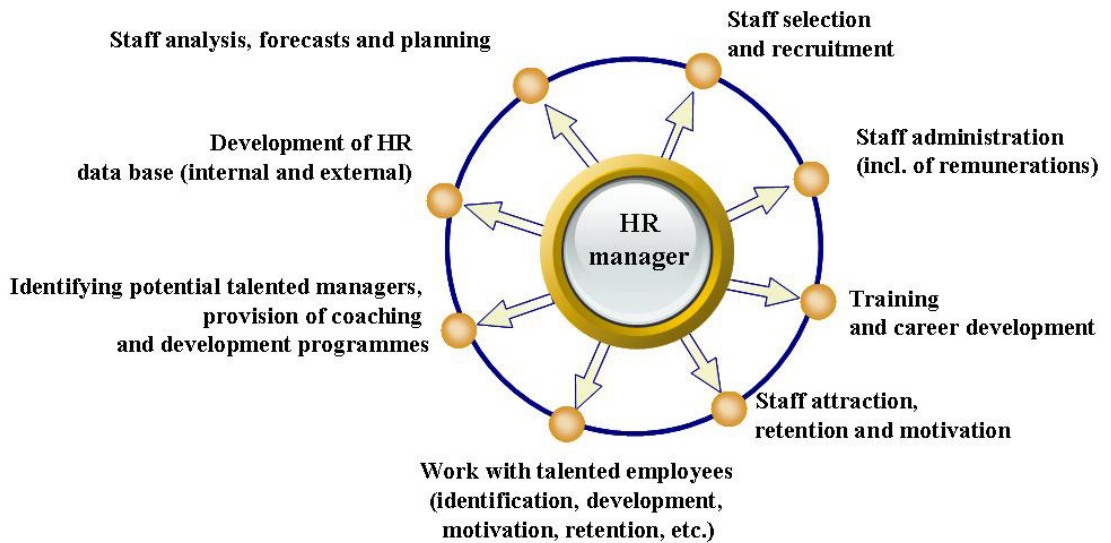 Staff analysis, forecasts and planning
Staff selection
and recruitment
Development of HR
data base (internal and external)
Staff administration
(incl. of remunerations)
HR
manager
Identifying potential talented managers,
provision of coaching
and development programmes
Training
and career development
Staff attraction,
retention and motivation
Work with talented employees
(identification, development,
motivation, retention, etc.)